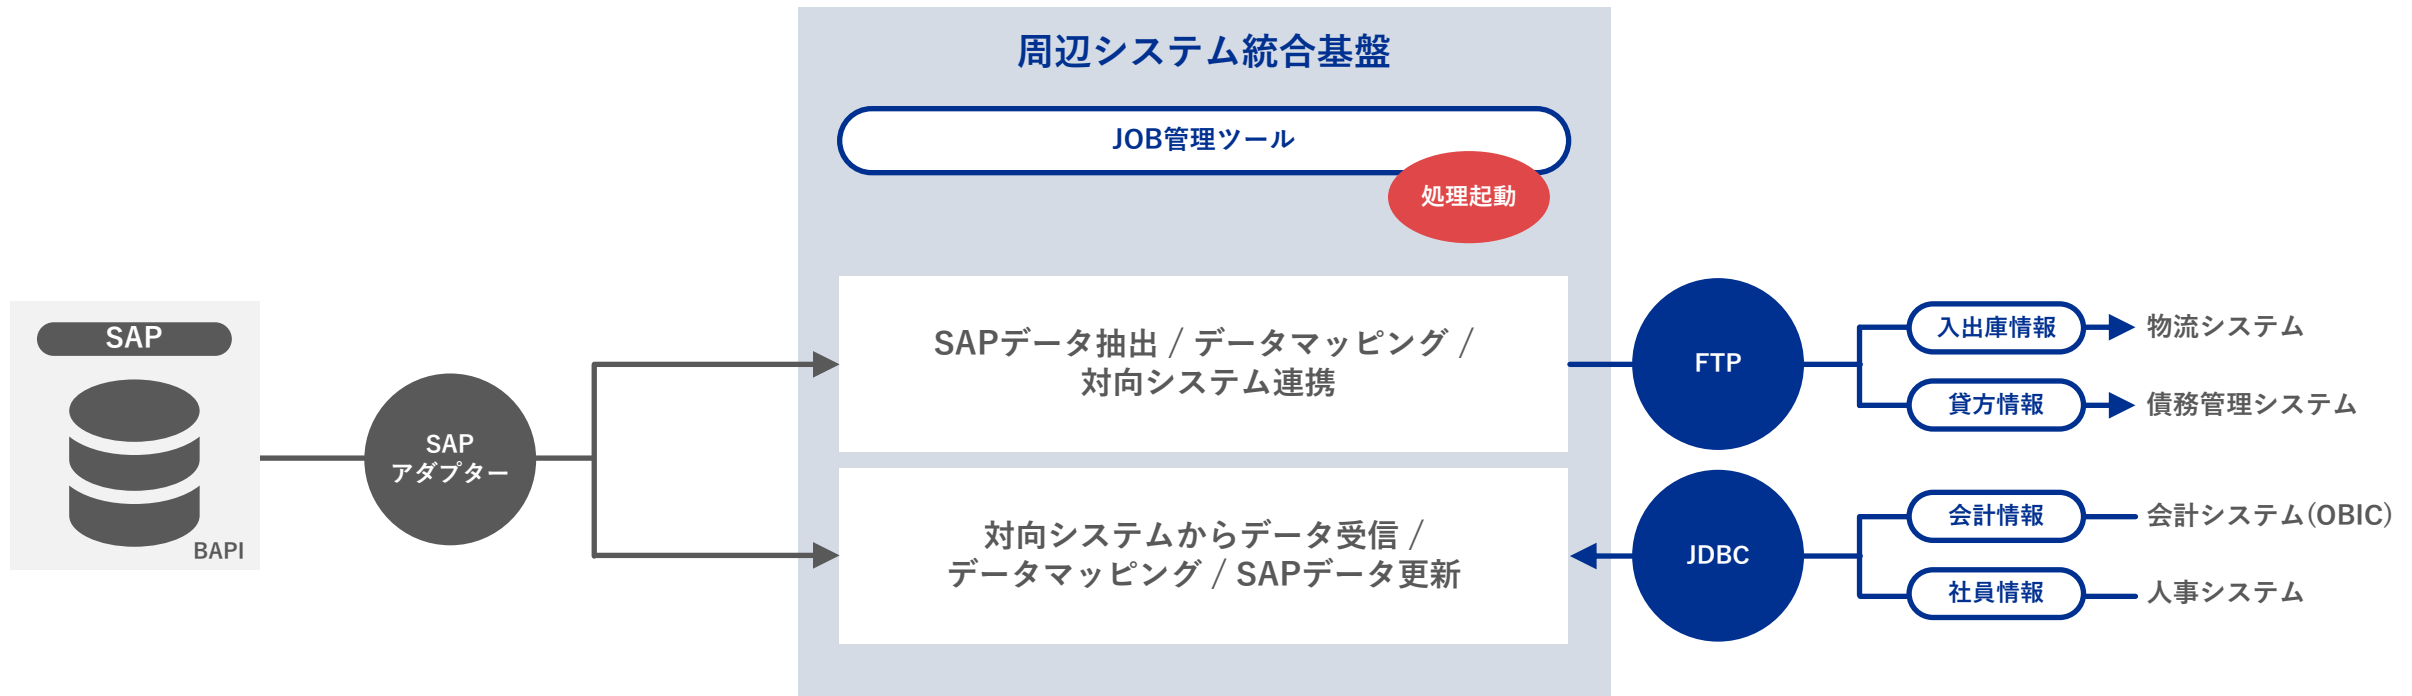 周辺システム統合基盤
JOB管理ツール
処理起動
SAP
BAPI
SAP
アダプター
SAPデータ抽出 / データマッピング /
対向システム連携
対向システムからデータ受信 /
データマッピング / SAPデータ更新
FTP
入出庫情報
物流システム
貸方情報
債務管理システム
JDBC
会計情報
会計システム(OBIC)
社員情報
人事システム